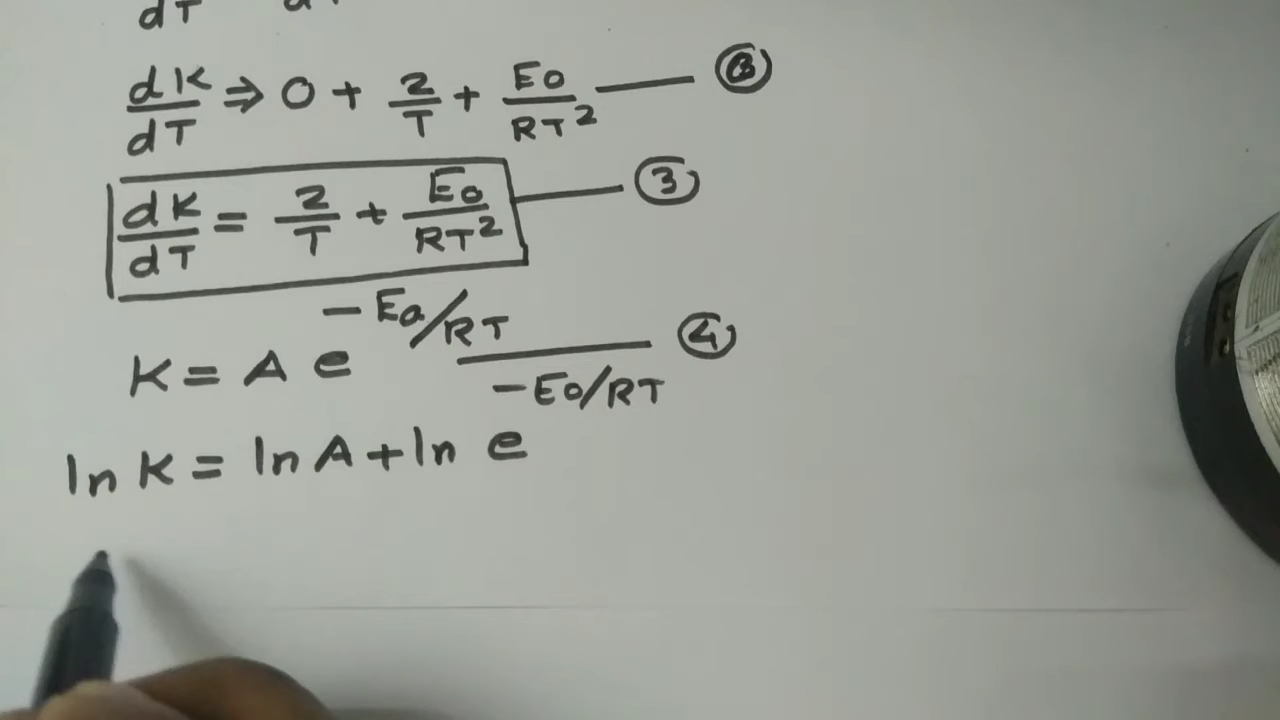 dT d
dK/dT ⇒ 0 + 2/T + E0/RT²
dK/dT = 2/T + E0/RT² — ③
K = A e^-Ea/RT — ④
ln K = ln A + ln e^-E0/RT